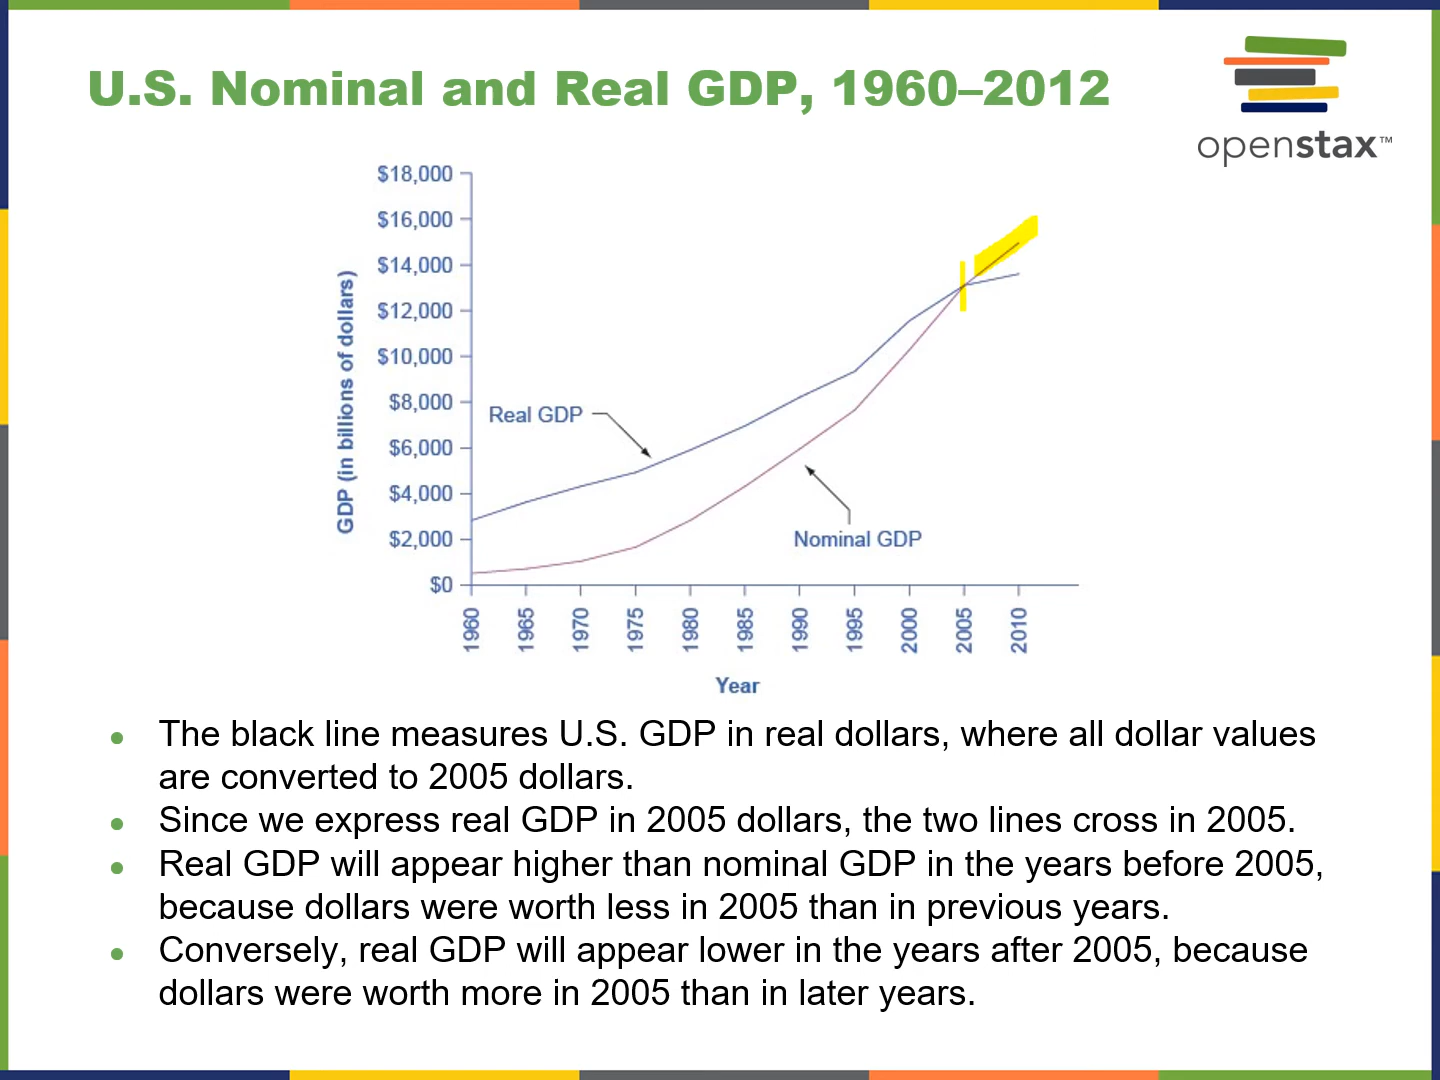 U.S. Nominal and Real GDP, 1960–2012
openstax™
$18,000
$16,000
$14,000
$12,000
$10,000
$8,000
$6,000
$4,000
$2,000
$0
GDP (in billions of dollars)
Real GDP
Nominal GDP
1960 1965 1970 1975 1980 1985 1990 1995 2000 2005 2010
Year
● The black line measures U.S. GDP in real dollars, where all dollar values
are converted to 2005 dollars.
● Since we express real GDP in 2005 dollars, the two lines cross in 2005.
● Real GDP will appear higher than nominal GDP in the years before 2005,
because dollars were worth less in 2005 than in previous years.
● Conversely, real GDP will appear lower in the years after 2005, because
dollars were worth more in 2005 than in later years.